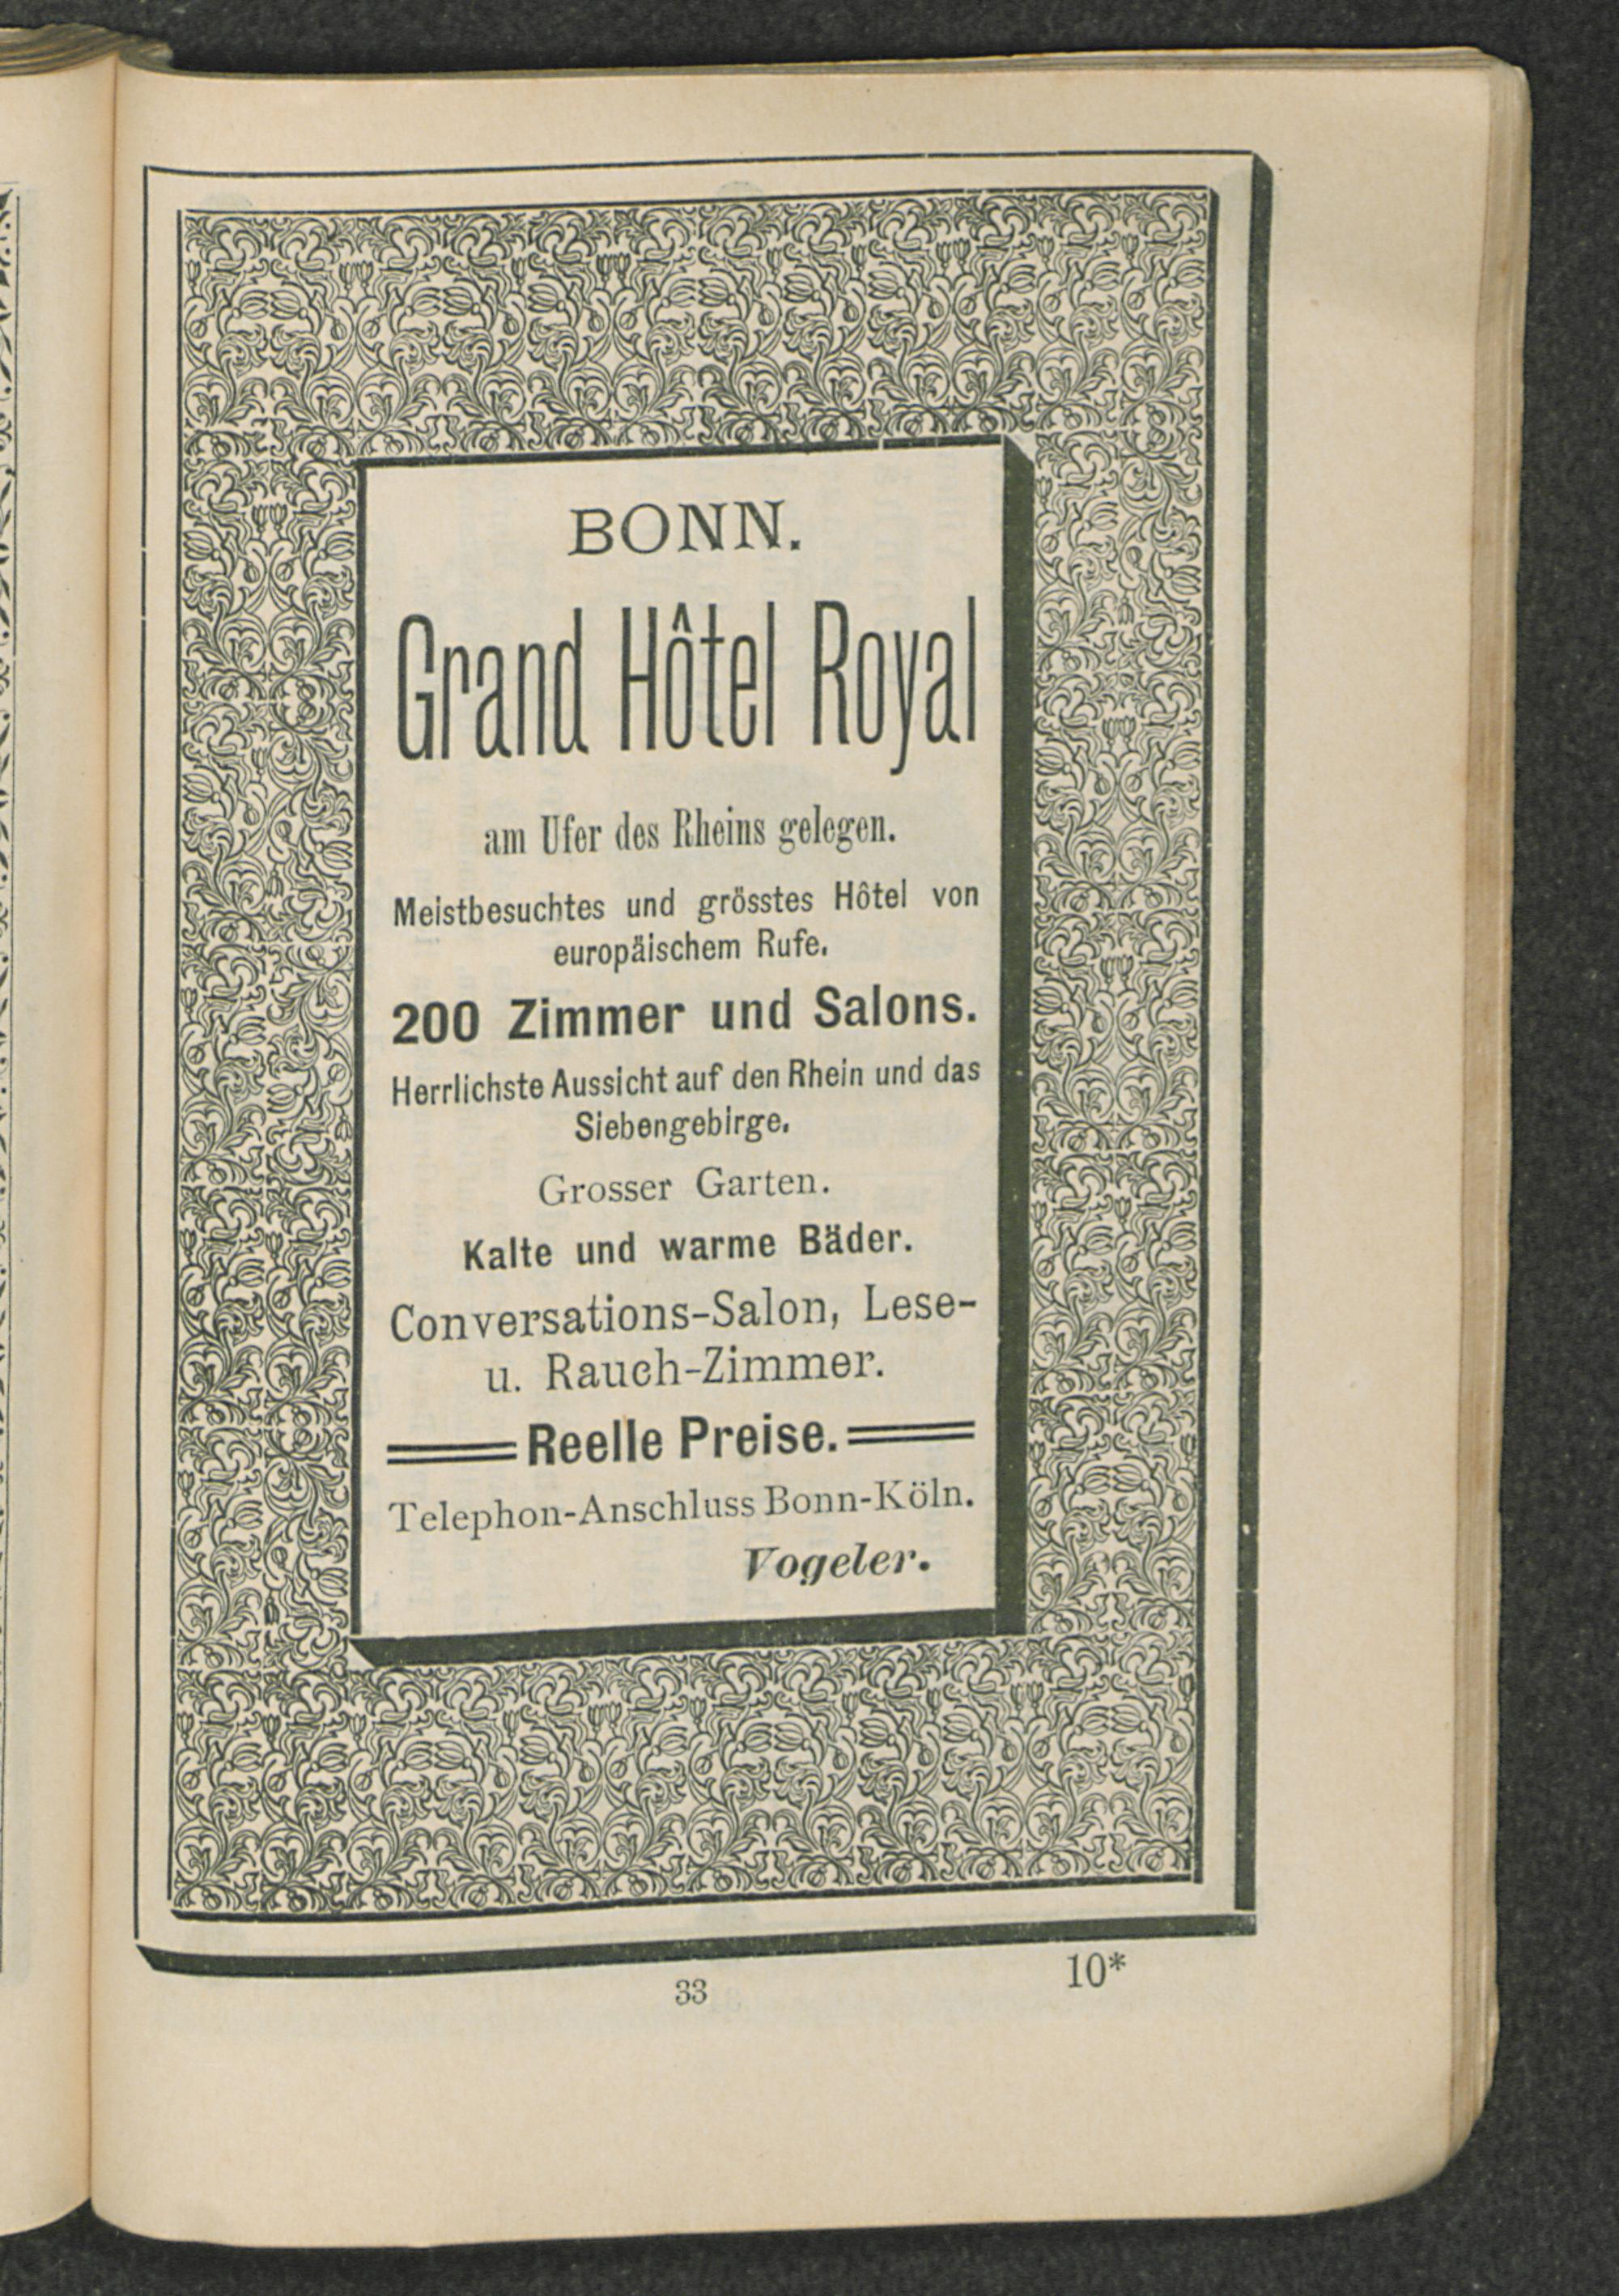 BONN.
Grand Hôtel Royal
am Ufer des Rheins gelegen.
Meistbesuchtes und grösstes Hôtel von
europäischem Rufe.
200 Zimmer und Salons.
Herrlichste Aussicht auf den Rhein und das
Siebengebirge.
Grosser Garten.
Kalte und warme Bäder.
Conversations-Salon, Lese-
u. Rauch-Zimmer.
Reelle Preise.
Telephon-Anschluss Bonn-Köln.
Vogeler.
33
10*